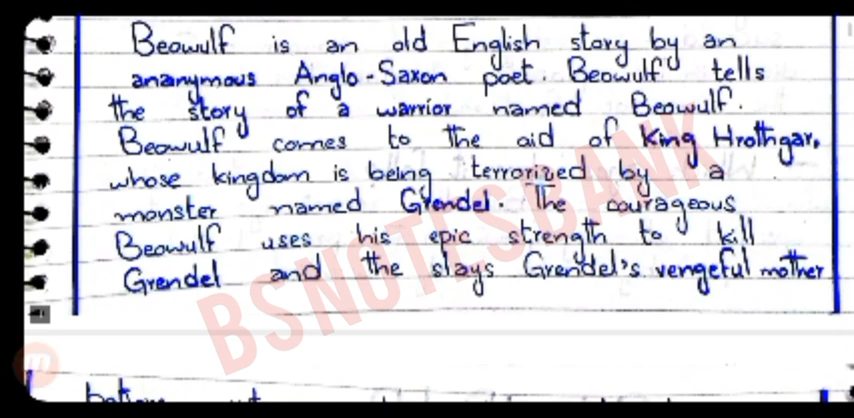 Beowulf is an old English story by an
ananymous Anglo-Saxon poet. Beowulf tells
the story of a warrior named Beowulf.
Beowulf comes to the aid of King Hrothgar,
whose kingdom is being terrorized by a
monster named Grendel. The courageous
Beowulf uses his epic strength to kill
Grendel and the slays Grendel's vengeful mother
BSNOTESBANK